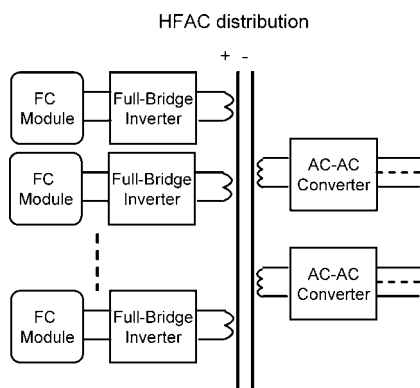 HFAC distribution
+ -
FC
Module
Full-Bridge
Inverter
FC
Module
Full-Bridge
Inverter
AC-AC
Converter
AC-AC
Converter
FC
Module
Full-Bridge
Inverter